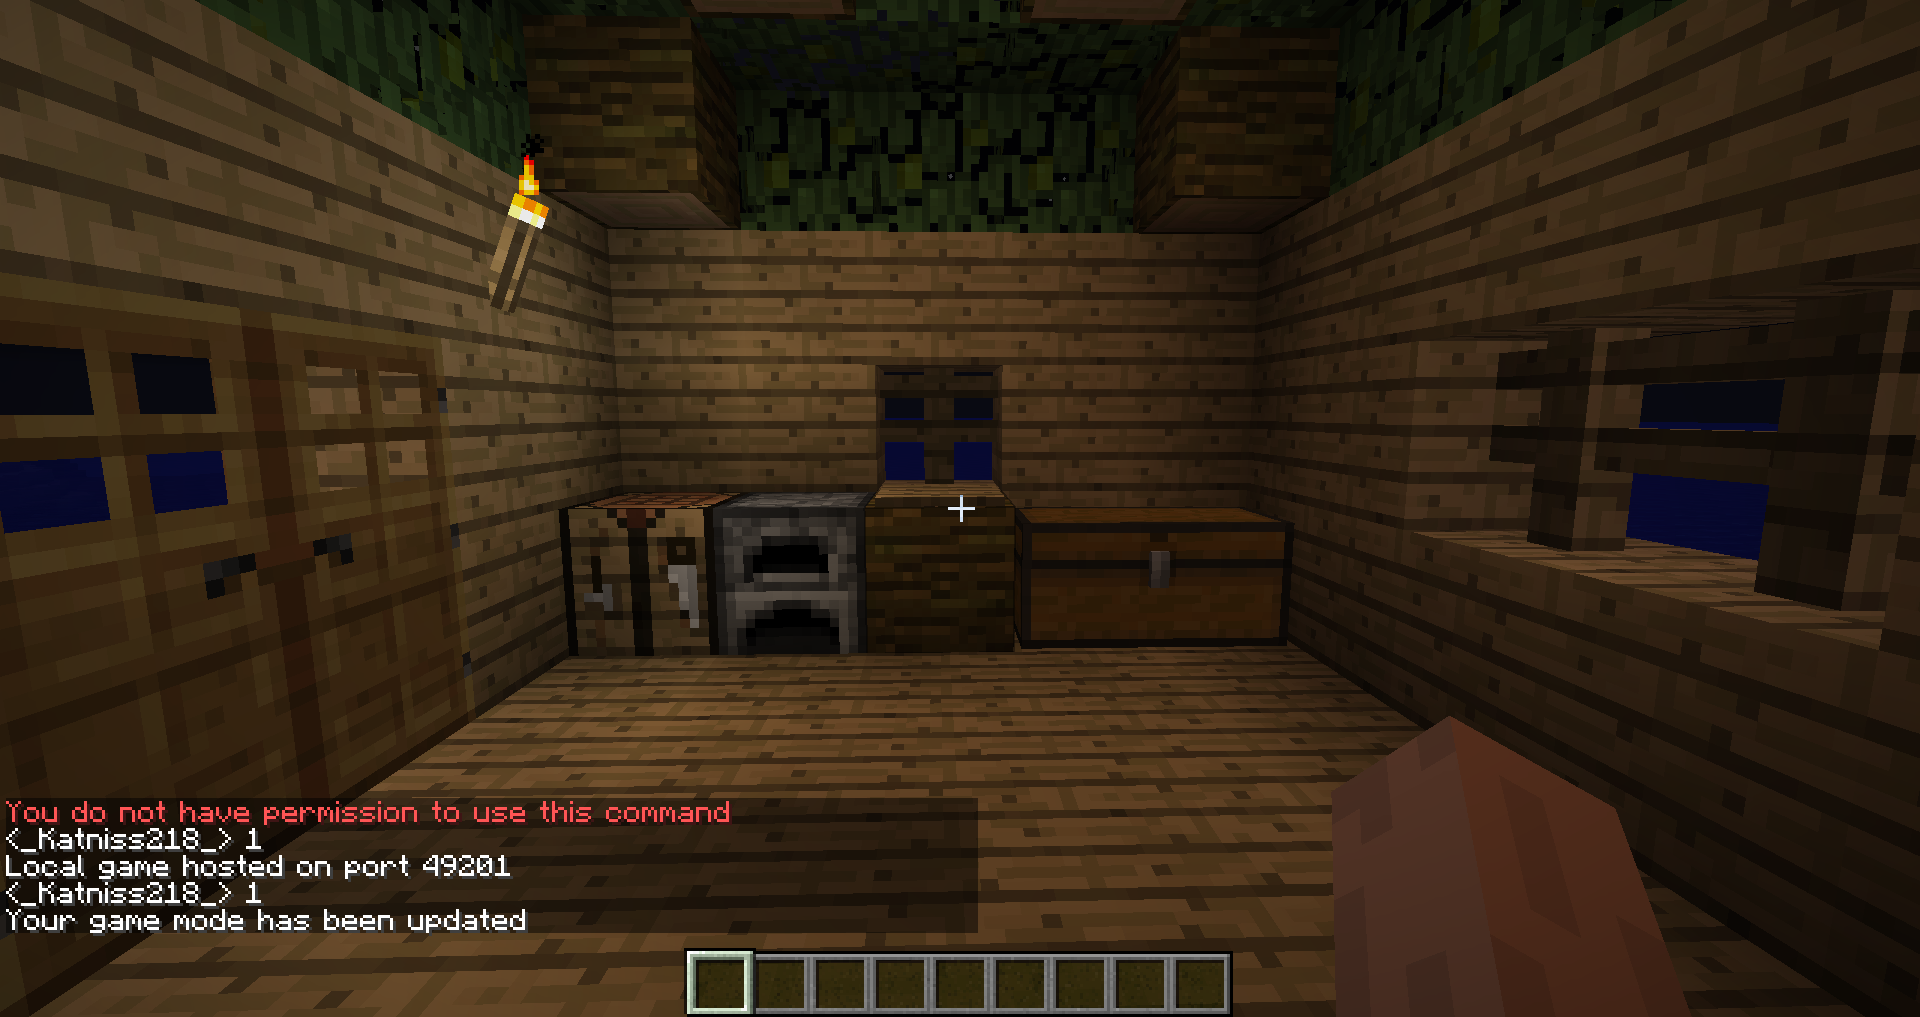 You do not have permission to use this command
<_Katniss218_> 1
Local game hosted on port 49201
<_Katniss218_> 1
Your game mode has been updated